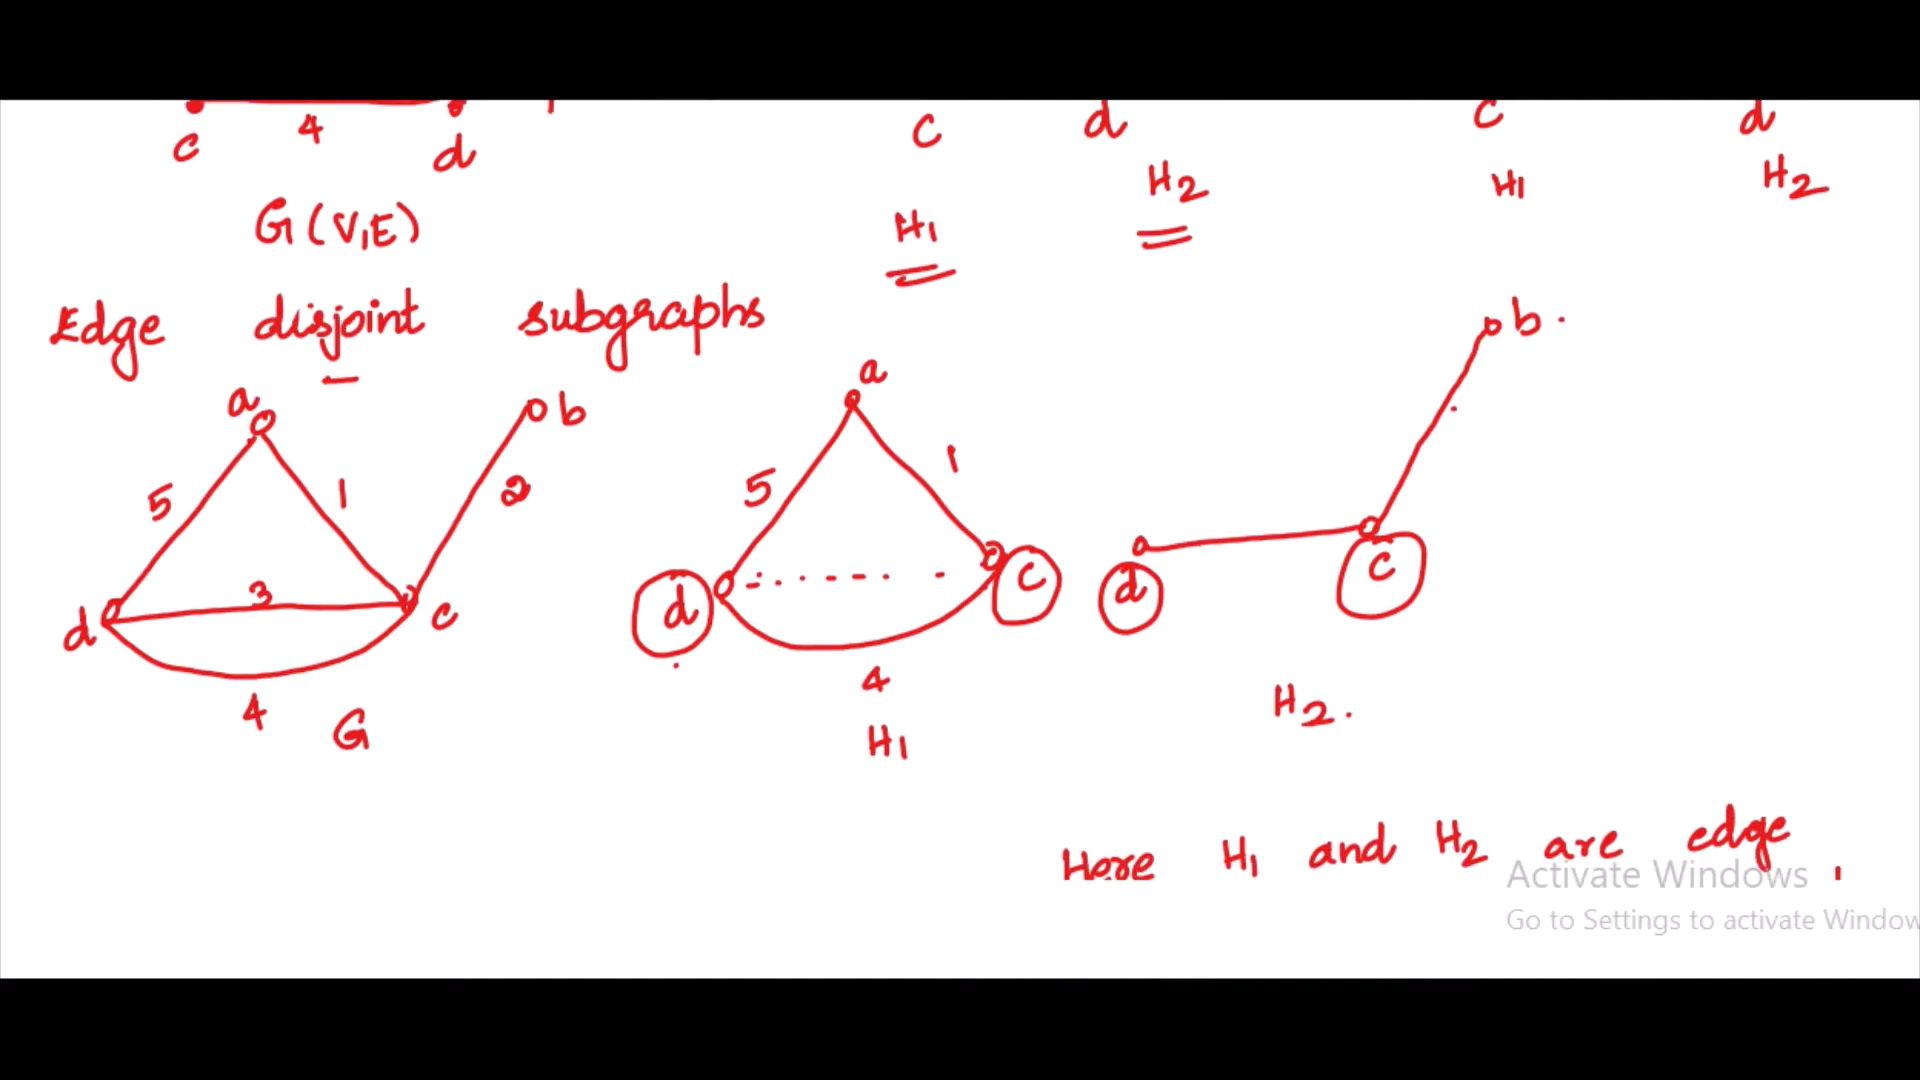 4
c d
c d c d
H2 H1 H2
G(V,E) H1
Edge disjoint subgraphs
a b a b.
5 1 2 5 1
3
d c d c d c
4 4
G H1 H2.
Here H1 and H2 are edge
Activate Windows
Go to Settings to activate Window